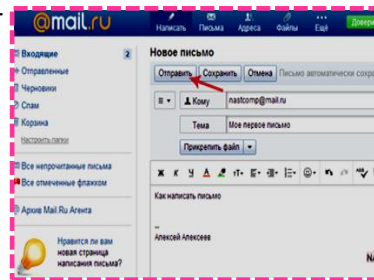 @mail.ru
Написать Письма Адреса Файлы Ещё Довери
Входящие 2
Отправленные
Черновики
Спам
Корзина
Настроить папки
Все непрочитанные письма
Все отмеченные флажком
Архив Mail.Ru Агента
Нравится ли вам
новая страница
написания письма?
Новое письмо
Отправить Сохранить Отмена Письмо автоматически сохра
Кому nastcomp@mail.ru
Тема Мое первое письмо
Прикрепить файл
Ж К Ч А
Как написать письмо
--
Алексей Алексеев